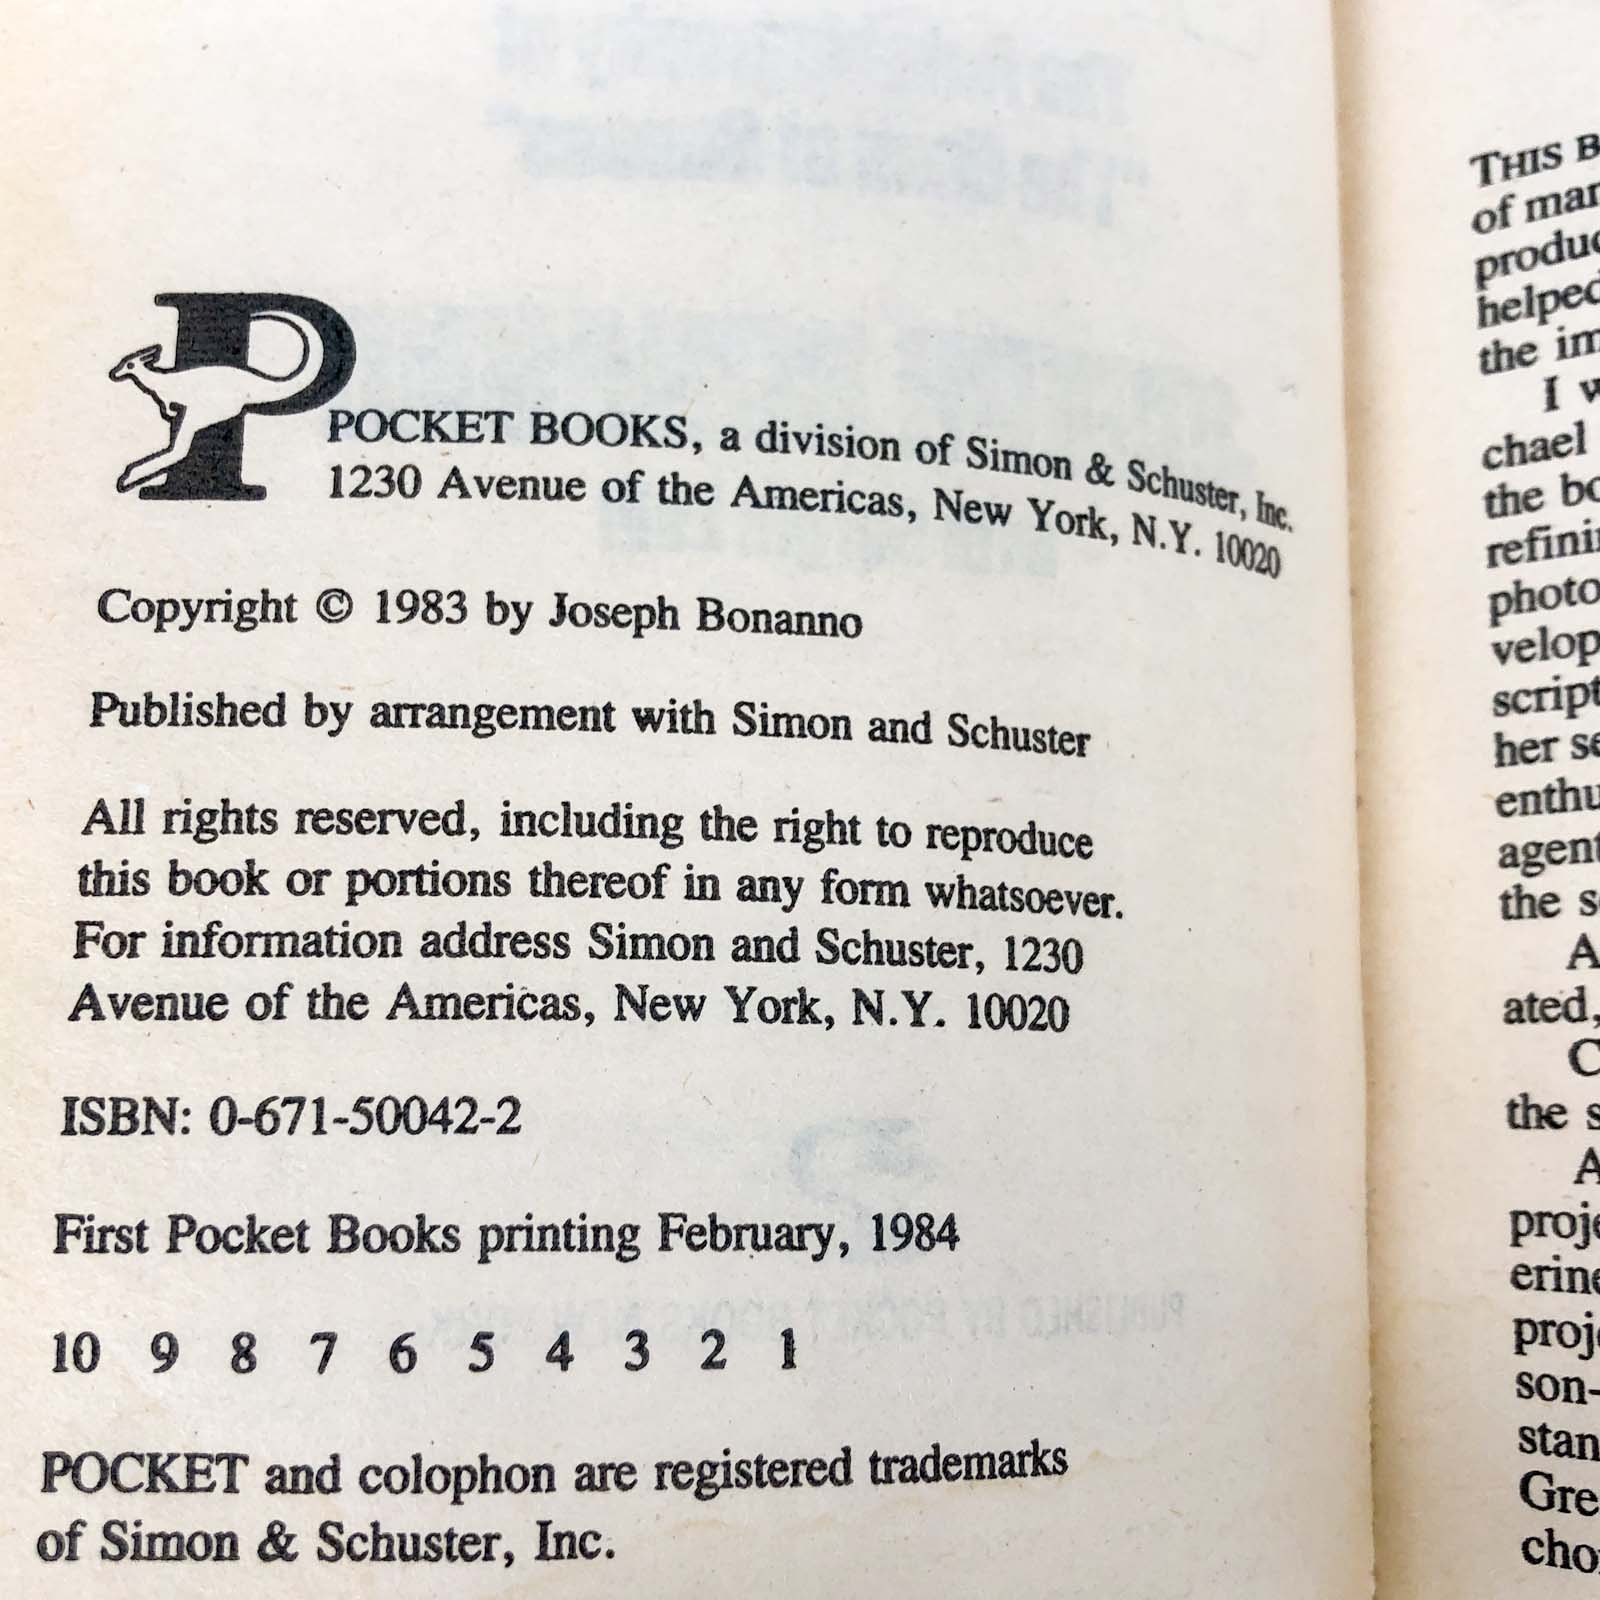 POCKET BOOKS, a division of Simon & Schuster, Inc.
1230 Avenue of the Americas, New York, N.Y. 10020
Copyright © 1983 by Joseph Bonanno
Published by arrangement with Simon and Schuster
All rights reserved, including the right to reproduce
this book or portions thereof in any form whatsoever.
For information address Simon and Schuster, 1230
Avenue of the Americas, New York, N.Y. 10020
ISBN: 0-671-50042-2
First Pocket Books printing February, 1984
10 9 8 7 6 5 4 3 2 1
POCKET and colophon are registered trademarks
of Simon & Schuster, Inc.
THIS B
of man
produc
helped
the im
I w
chael
the bo
refinin
photo
velop
script
her se
enthu
agent
the s
A
ated,
C
the s
A
proje
erine
proje
son-
stan
Gre
cho